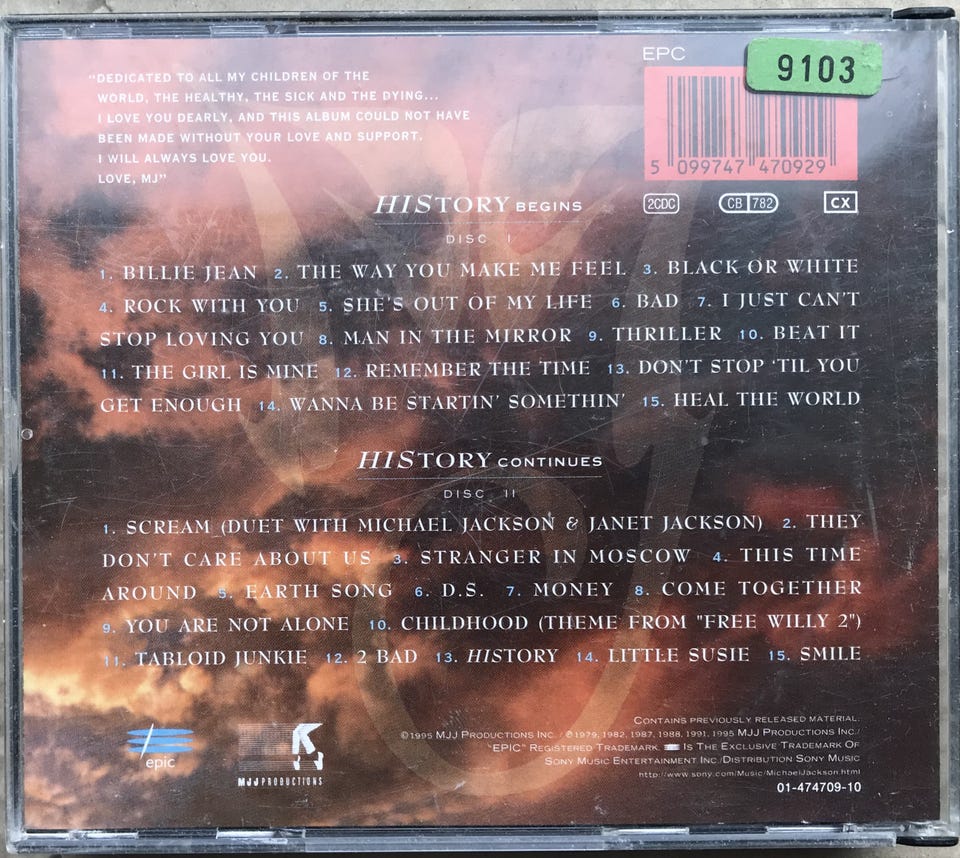 EPC
9103
5 099747 470929
2CDC CB 782 CX
“DEDICATED TO ALL MY CHILDREN OF THE
WORLD, THE HEALTHY, THE SICK AND THE DYING...
I LOVE YOU DEARLY, AND THIS ALBUM COULD NOT HAVE
BEEN MADE WITHOUT YOUR LOVE AND SUPPORT.
I WILL ALWAYS LOVE YOU.
LOVE, MJ”
HISTORY BEGINS
DISC I
1. BILLIE JEAN 2. THE WAY YOU MAKE ME FEEL 3. BLACK OR WHITE
4. ROCK WITH YOU 5. SHE'S OUT OF MY LIFE 6. BAD 7. I JUST CAN'T
STOP LOVING YOU 8. MAN IN THE MIRROR 9. THRILLER 10. BEAT IT
11. THE GIRL IS MINE 12. REMEMBER THE TIME 13. DON'T STOP 'TIL YOU
GET ENOUGH 14. WANNA BE STARTIN' SOMETHIN' 15. HEAL THE WORLD
HISTORY CONTINUES
DISC II
1. SCREAM (DUET WITH MICHAEL JACKSON & JANET JACKSON) 2. THEY
DON'T CARE ABOUT US 3. STRANGER IN MOSCOW 4. THIS TIME
AROUND 5. EARTH SONG 6. D.S. 7. MONEY 8. COME TOGETHER
9. YOU ARE NOT ALONE 10. CHILDHOOD (THEME FROM "FREE WILLY 2")
11. TABLOID JUNKIE 12. 2 BAD 13. HISTORY 14. LITTLE SUSIE 15. SMILE
epic
MJJ PRODUCTIONS
CONTAINS PREVIOUSLY RELEASED MATERIAL.
©1995 MJJ PRODUCTIONS INC. / ℗1979, 1982, 1987, 1988, 1991, 1995 MJJ PRODUCTIONS INC./
"EPIC" REGISTERED TRADEMARK. IS THE EXCLUSIVE TRADEMARK OF
SONY MUSIC ENTERTAINMENT INC./DISTRIBUTION SONY MUSIC
http://www.sony.com/Music/MichaelJackson.html
01-474709-10